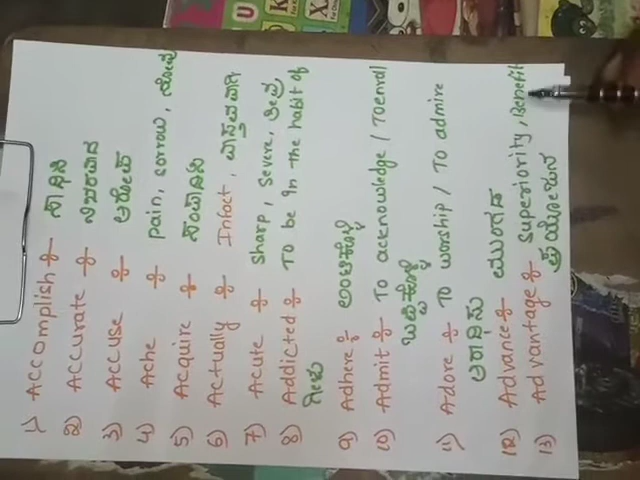 1) Accomplish :- ಸಾಧಿಸಿ
2) Accurate :- ನಿಖರವಾದ
3) Accuse :- ಆರೋಪ
4) Ache :- pain, sorrow, ನೋವು
5) Acquire :- ಸಂಪಾದಿಸು
6) Actually :- Infact, ವಾಸ್ತವವಾಗಿ
7) Acute :- sharp, severe, ತೀವ್ರ
8) Addicted :- To be in the habit of
ಗೀಳು
9) Adhere :- ಅಂಟಿಕೊಳ್ಳಿ
10) Admit :- To acknowledge /
ಒಪ್ಪಿಕೊಳ್ಳಿ
11) Adore :- To worship / To admire
ಆರಾಧಿಸು
12) Advance :- ಮುಂಗಡ
13) Advantage :- superiority, Benefit
ಪ್ರಯೋಜನ